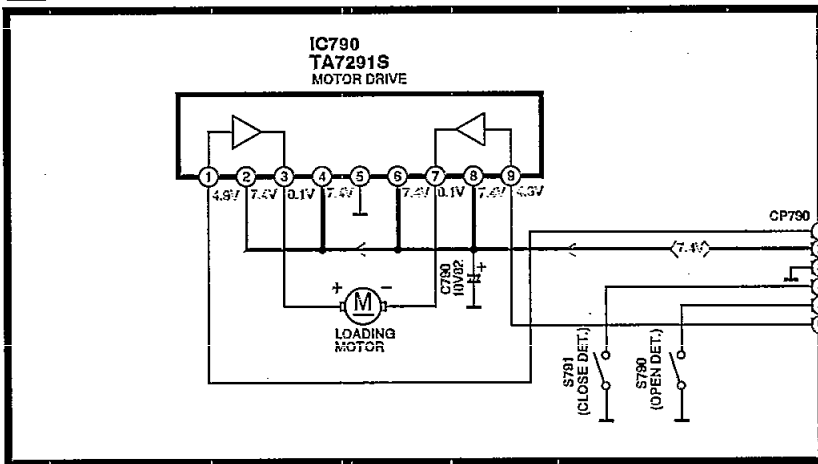 IC790
TA7291S
MOTOR DRIVE
1 2 3 4 5 6 7 8 9
4.9V 7.4V 0.1V 7.4V 7.4V 0.1V 7.4V 4.9V
CP790
7.4V
C790
10V82
+
+ M −
LOADING
MOTOR
S791
(CLOSE DET.)
S790
(OPEN DET.)